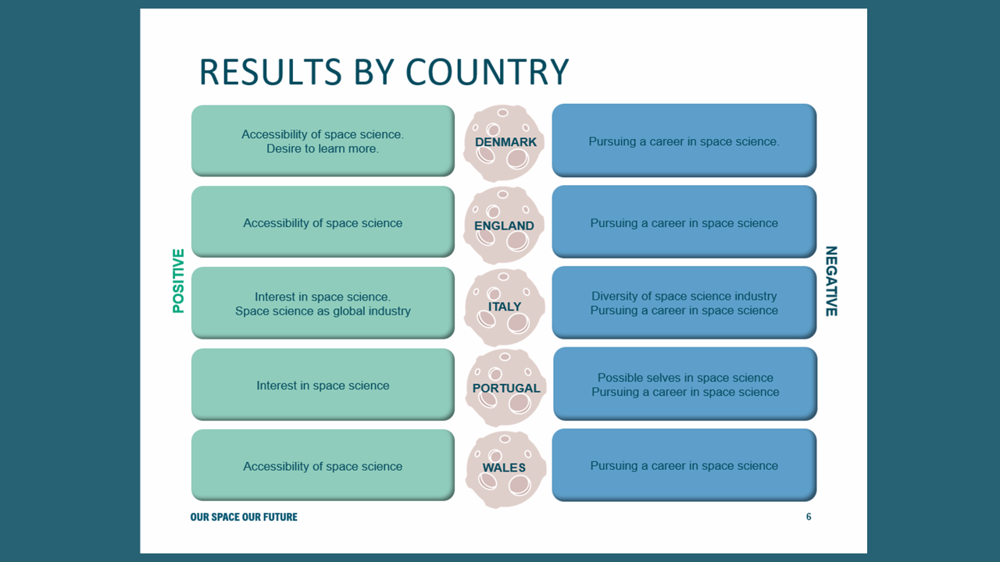 RESULTS BY COUNTRY
Accessibility of space science.
Desire to learn more.
DENMARK
Pursuing a career in space science.
Accessibility of space science
ENGLAND
Pursuing a career in space science
POSITIVE
Interest in space science.
Space science as global industry
ITALY
Diversity of space science industry
Pursuing a career in space science
NEGATIVE
Interest in space science
PORTUGAL
Possible selves in space science
Pursuing a career in space science
Accessibility of space science
WALES
Pursuing a career in space science
OUR SPACE OUR FUTURE
6